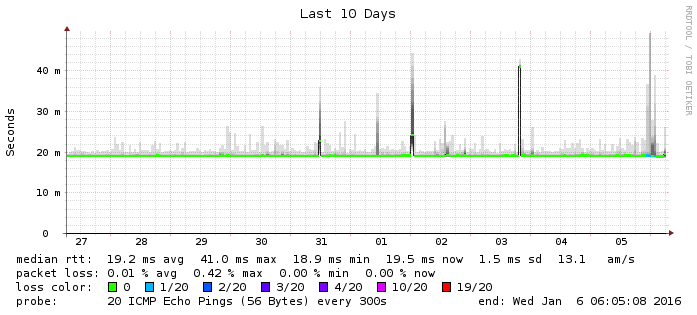 Last 10 Days
RRDTOOL / TOBI OETIKER
Seconds
40 m
30 m
20 m
10 m
0
27 28 29 30 31 01 02 03 04 05
median rtt: 19.2 ms avg 41.0 ms max 18.9 ms min 19.5 ms now 1.5 ms sd 13.1 am/s
packet loss: 0.01 % avg 0.42 % max 0.00 % min 0.00 % now
loss color: 0 1/20 2/20 3/20 4/20 10/20 19/20
probe: 20 ICMP Echo Pings (56 Bytes) every 300s end: Wed Jan 6 06:05:08 2016